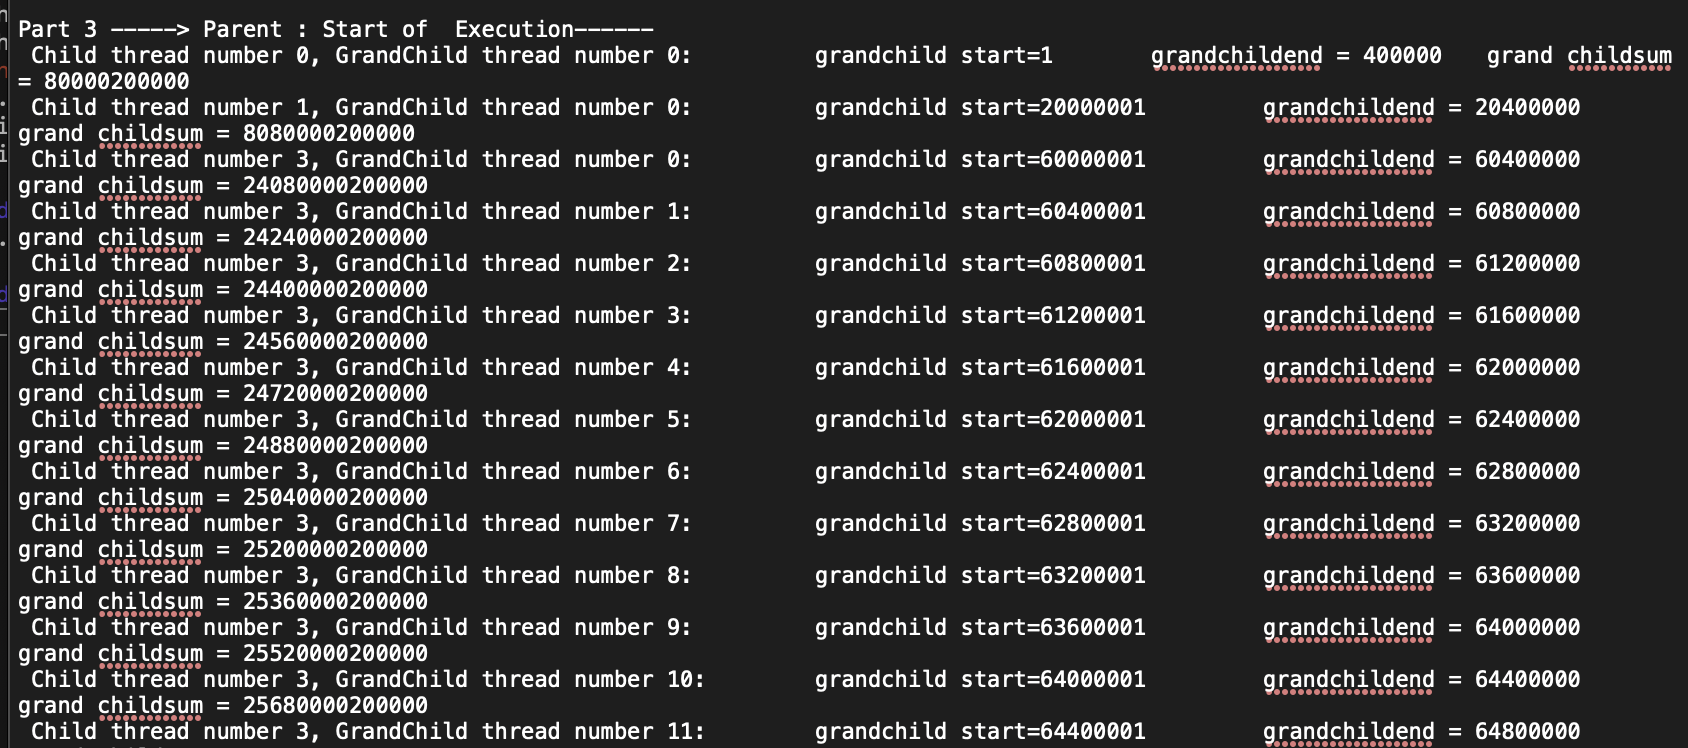 Part 3 -----> Parent : Start of  Execution------
Child thread number 0, GrandChild thread number 0: grandchild start=1 grandchildend = 400000 grand childsum
= 80000200000
Child thread number 1, GrandChild thread number 0: grandchild start=20000001 grandchildend = 20400000
grand childsum = 8080000200000
Child thread number 3, GrandChild thread number 0: grandchild start=60000001 grandchildend = 60400000
grand childsum = 24080000200000
Child thread number 3, GrandChild thread number 1: grandchild start=60400001 grandchildend = 60800000
grand childsum = 24240000200000
Child thread number 3, GrandChild thread number 2: grandchild start=60800001 grandchildend = 61200000
grand childsum = 24400000200000
Child thread number 3, GrandChild thread number 3: grandchild start=61200001 grandchildend = 61600000
grand childsum = 24560000200000
Child thread number 3, GrandChild thread number 4: grandchild start=61600001 grandchildend = 62000000
grand childsum = 24720000200000
Child thread number 3, GrandChild thread number 5: grandchild start=62000001 grandchildend = 62400000
grand childsum = 24880000200000
Child thread number 3, GrandChild thread number 6: grandchild start=62400001 grandchildend = 62800000
grand childsum = 25040000200000
Child thread number 3, GrandChild thread number 7: grandchild start=62800001 grandchildend = 63200000
grand childsum = 25200000200000
Child thread number 3, GrandChild thread number 8: grandchild start=63200001 grandchildend = 63600000
grand childsum = 25360000200000
Child thread number 3, GrandChild thread number 9: grandchild start=63600001 grandchildend = 64000000
grand childsum = 25520000200000
Child thread number 3, GrandChild thread number 10: grandchild start=64000001 grandchildend = 64400000
grand childsum = 25680000200000
Child thread number 3, GrandChild thread number 11: grandchild start=64400001 grandchildend = 64800000